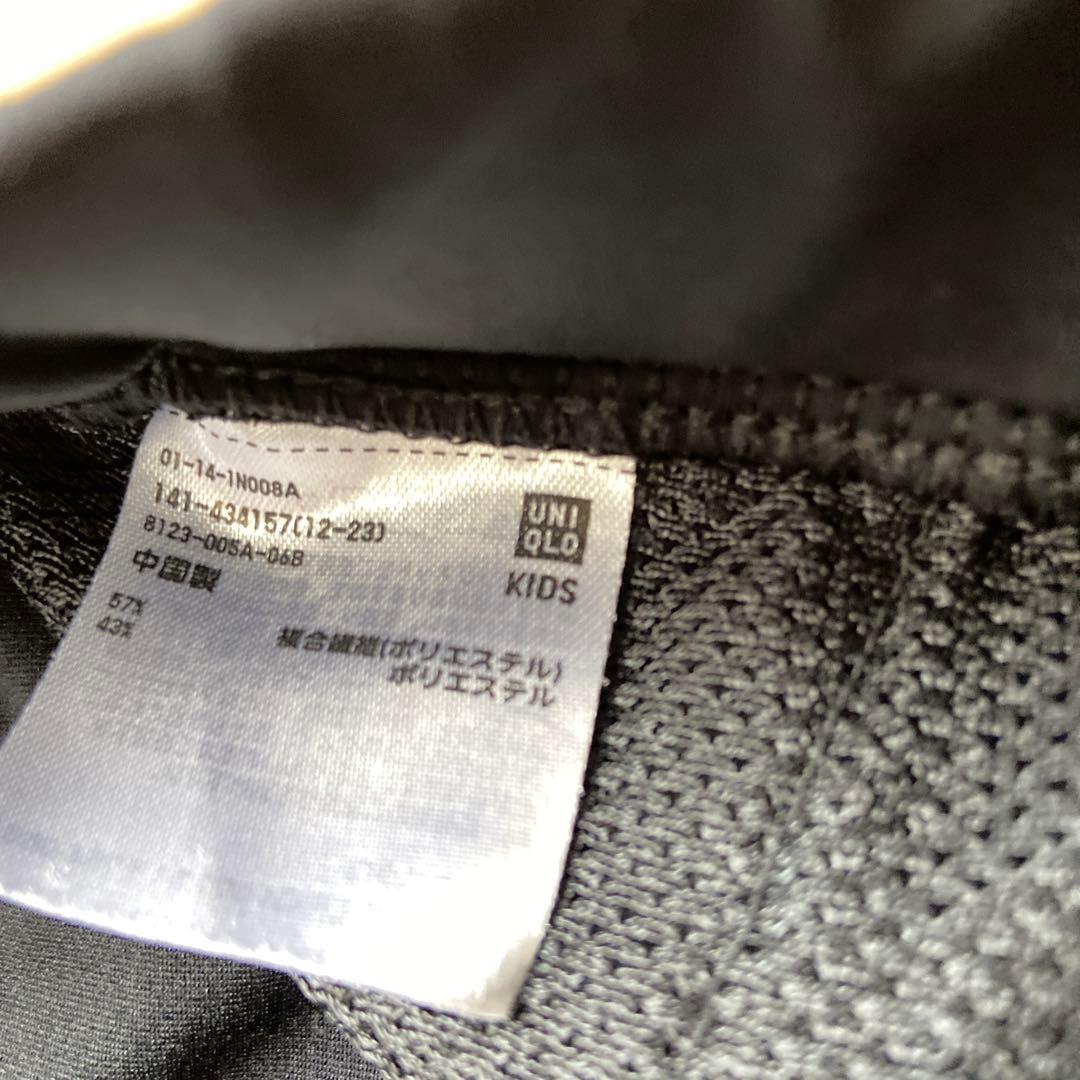 01-14-1N008A
141-434157(12-23)
8123-005A-06B
中国製
UNI
QLO
KIDS
57%
43%
複合繊維(ポリエステル)
ポリエステル